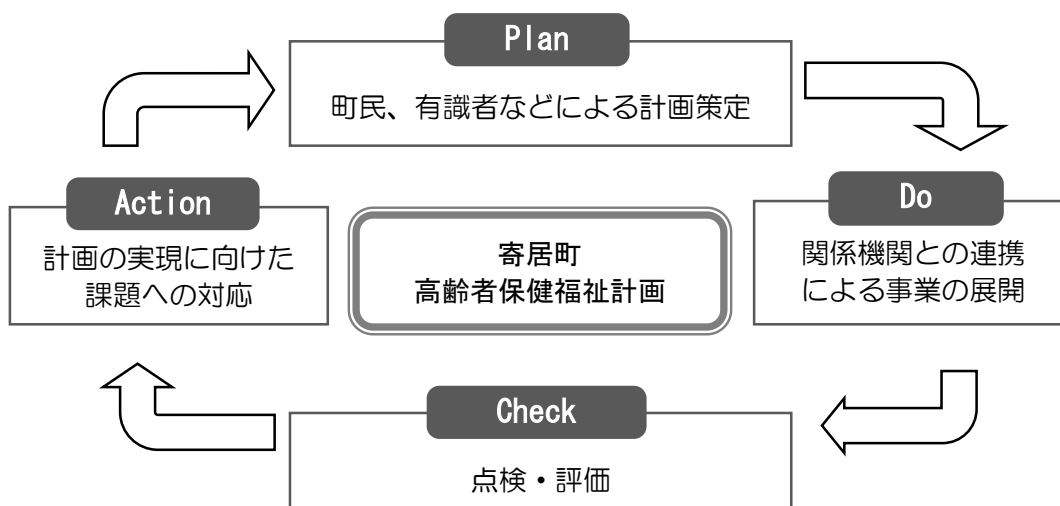 Plan
町民、有識者などによる計画策定
Action
計画の実現に向けた
課題への対応
寄居町
高齢者保健福祉計画
Do
関係機関との連携
による事業の展開
Check
点検・評価